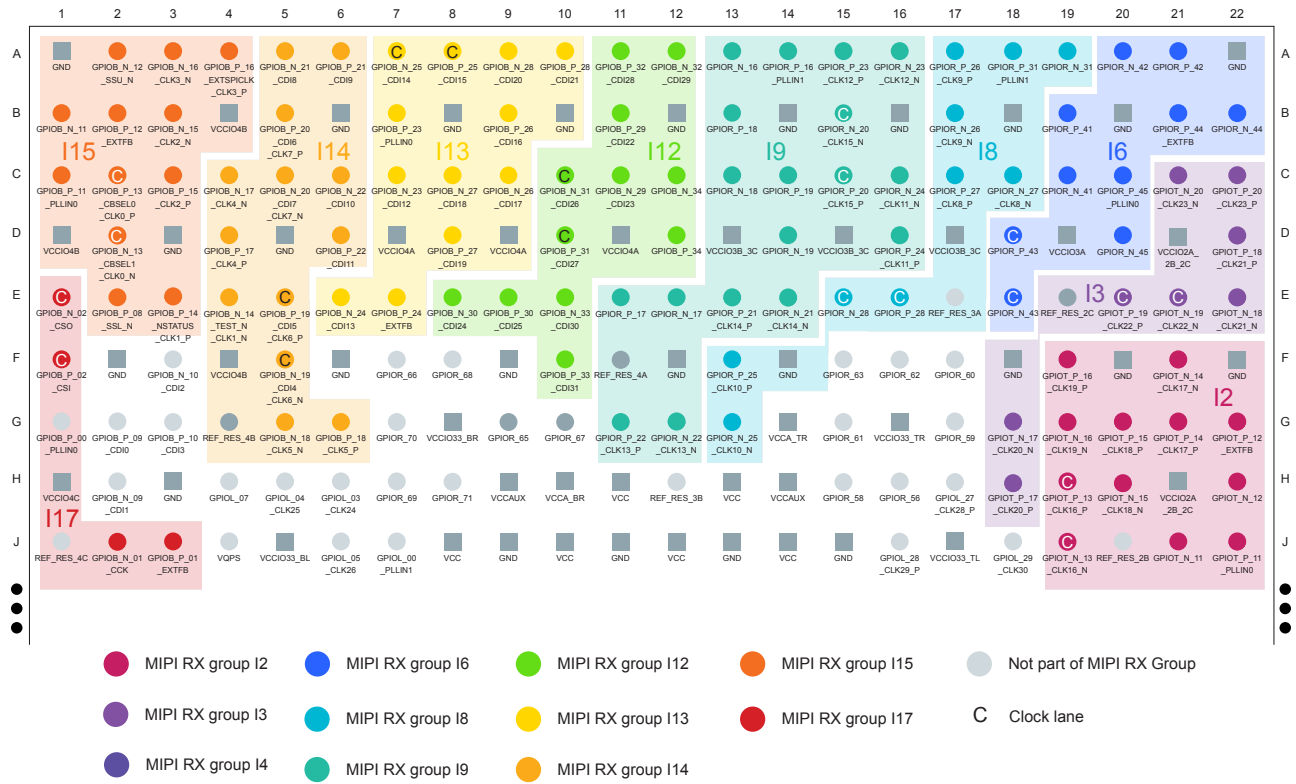 1 2 3 4 5 6 7 8 9 10 11 12 13 14 15 16 17 18 19 20 21 22
A A
GND GPIOB_N_12 GPIOB_N_16 GPIOB_P_16 GPIOB_N_21 GPIOB_P_21 GPIOB_N_25 GPIOB_P_25 GPIOB_N_28 GPIOB_P_28 GPIOB_P_32 GPIOB_N_32 GPIOR_N_16 GPIOR_P_16 GPIOR_P_23 GPIOR_N_23 GPIOR_P_26 GPIOR_P_31 GPIOR_N_31 GPIOR_N_42 GPIOR_P_42 GND
_SSU_N _CLK3_N _EXTSPICLK CDI8 CDI9 _CDI14 _CDI15 _CDI20 _CDI21 CDI28 _CDI29 _PLLIN1 _CLK12_P _CLK12_N _CLK9_P _PLLIN1
_CLK3_P
B C B
GPIOB_N_11 GPIOB_P_12 GPIOB_N_15 VCCIO4B GPIOB_P_20 GND GPIOB_P_23 GND GPIOB_P_26 GND GPIOB_P_29 GND GPIOR_P_18 GND GPIOR_N_20 GND GPIOR_N_26 GND GPIOR_P_41 GND GPIOR_P_44 GPIOR_N_44
_EXTFB _CLK2_N CDI6 _PLLIN0 _CDI16 _CDI22 _CLK15_N _CLK9_N _EXTFB
_CLK7_P
I15 I14 I13 I12 I9 I8 I6
C C
GPIOB_P_11 GPIOB_P_13 GPIOB_P_15 GPIOB_N_17 GPIOB_N_20 GPIOB_N_22 GPIOB_N_23 GPIOB_N_27 GPIOB_N_26 GPIOB_N_31 GPIOB_N_29 GPIOB_N_34 GPIOR_N_18 GPIOR_P_19 GPIOR_P_20 GPIOR_N_24 GPIOR_P_27 GPIOR_N_27 GPIOR_N_41 GPIOR_P_45 GPIOT_N_20 GPIOT_P_20
_PLLIN0 _CBSEL0 _CLK2_P _CLK4_N _CDI7 _CDI10 _CDI12 _CDI18 _CDI17 _CDI26 _CDI23 _CLK15_P _CLK11_N _CLK8_P _CLK8_N _PLLIN0 _CLK23_N _CLK23_P
_CLK0_P _CLK7_N
D D
VCCIO4B GPIOB_N_13 GND GPIOB_P_17 GND GPIOB_P_22 VCCIO4A GPIOB_P_27 VCCIO4A GPIOB_P_31 VCCIO4A GPIOB_P_34 VCCIO3B_3C GPIOR_N_19 VCCIO3B_3C GPIOR_P_24 VCCIO3B_3C GPIOR_P_43 VCCIO3A GPIOR_N_45 VCCIO2A_ GPIOT_P_18
_CBSEL1 _CLK4_P _CDI11 _CDI19 _CDI27 _CLK11_P 2B_2C _CLK21_P
_CLK0_N
I3
E E
GPIOB_N_02 GPIOB_P_08 GPIOB_P_14 GPIOB_N_14 GPIOB_P_19 GPIOB_N_24 GPIOB_P_24 GPIOB_N_30 GPIOB_P_30 GPIOB_N_33 GPIOR_P_17 GPIOR_N_17 GPIOR_P_21 GPIOR_N_21 GPIOR_N_28 GPIOR_P_28 REF_RES_3A GPIOR_N_43 REF_RES_2C GPIOT_P_19 GPIOT_N_19 GPIOT_N_18
_CSO _SSL_N _NSTATUS _TEST_N _CDI5 _CDI13 _EXTFB _CDI24 _CDI25 _CDI30 _CLK14_P _CLK14_N _CLK22_P _CLK22_N _CLK21_N
_CLK1_P _CLK1_N _CLK6_P
F F
GPIOB_P_02 GND GPIOB_N_10 VCCIO4B GPIOB_N_19 GND GPIOR_66 GPIOR_68 GND GPIOB_P_33 REF_RES_4A GND GPIOR_P_25 GND GPIOR_63 GPIOR_62 GPIOR_60 GND GPIOT_P_16 GND GPIOT_N_14 GND
_CSI _CDI2 _CDI4 _CDI31 _CLK10_P _CLK19_P _CLK17_N
_CLK6_N
I2
G G
GPIOB_P_00 GPIOB_P_09 GPIOB_P_10 REF_RES_4B GPIOB_N_18 GPIOB_P_18 GPIOR_70 VCCIO33_BR GPIOR_65 GPIOR_67 GPIOR_P_22 GPIOR_N_22 GPIOR_N_25 VCCA_TR GPIOR_61 VCCIO33_TR GPIOR_59 GPIOT_N_17 GPIOT_N_16 GPIOT_P_15 GPIOT_P_14 GPIOT_P_12
_PLLIN0 _CDI0 _CDI3 _CLK5_N _CLK5_P _CLK13_P _CLK13_N _CLK10_N _CLK20_N _CLK19_N _CLK18_P _CLK17_P _EXTFB
H H
VCCIO4C GPIOB_N_09 GND GPIOL_07 GPIOL_04 GPIOL_03 GPIOR_69 GPIOR_71 VCCAUX VCCA_BR VCC REF_RES_3B VCC VCCAUX GPIOR_58 GPIOR_56 GPIOL_27 GPIOT_P_17 GPIOT_P_13 GPIOT_N_15 VCCIO2A_ GPIOT_N_12
_CDI1 _CLK25 _CLK24 _CLK28_P _CLK20_P _CLK16_P _CLK18_N 2B_2C
I17
J J
REF_RES_4C GPIOB_N_01 GPIOB_P_01 VQPS VCCIO33_BL GPIOL_05 GPIOL_00 VCC GND GND GND VCC GND VCC GND GPIOL_28 VCCIO33_TL GPIOL_29 GPIOT_N_13 REF_RES_2B GPIOT_N_11 GPIOT_P_11
_CCK _EXTFB _CLK26 _PLLIN1 _CLK29_P _CLK30 _CLK16_N _PLLIN0
MIPI RX group I2 MIPI RX group I6 MIPI RX group I12 MIPI RX group I15 Not part of MIPI RX Group
MIPI RX group I3 MIPI RX group I8 MIPI RX group I13 MIPI RX group I17 C Clock lane
MIPI RX group I4 MIPI RX group I9 MIPI RX group I14